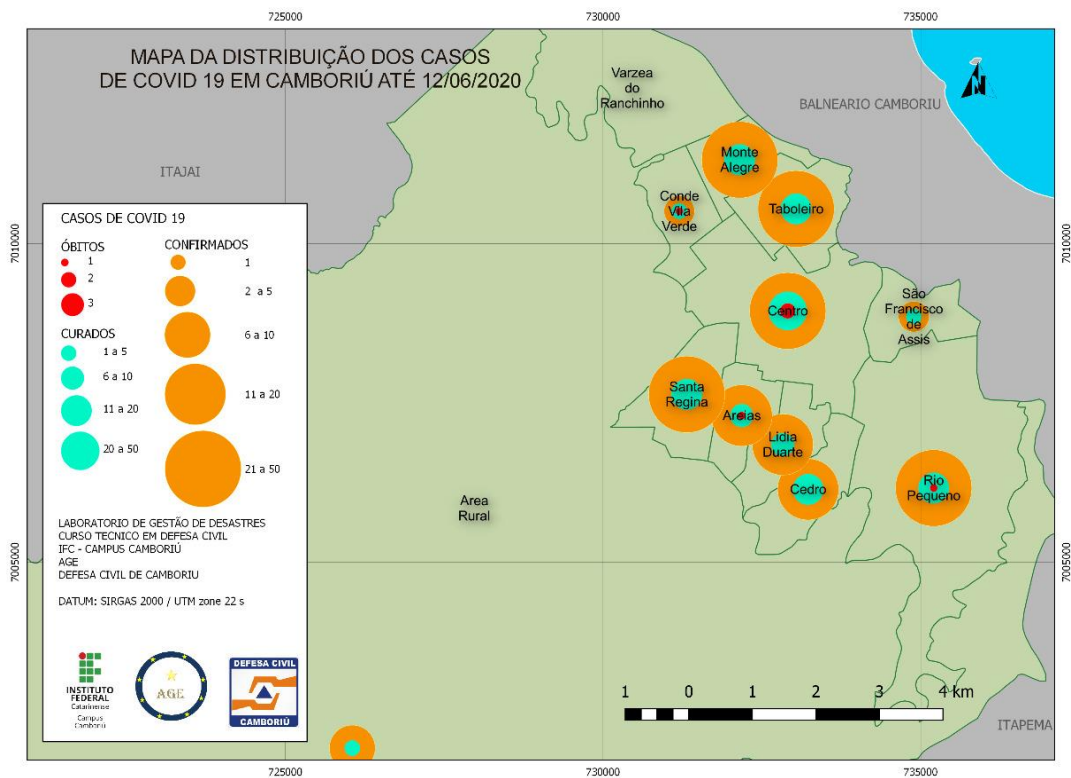 725000
730000
735000
MAPA DA DISTRIBUIÇÃO DOS CASOS
DE COVID 19 EM CAMBORIÚ ATÉ 12/06/2020
Varzea
do
Ranchinho
BALNEARIO CAMBORIU
N
ITAJAI
Monte
Alegre
Conde
Vila
Verde
Taboleiro
7010000
7010000
CASOS DE COVID 19
ÓBITOS
1
2
3
CURADOS
1 a 5
6 a 10
11 a 20
20 a 50
CONFIRMADOS
1
2 a 5
6 a 10
11 a 20
21 a 50
Centro
São
Francisco
de
Assis
Santa
Regina
Areias
Lidia
Duarte
Cedro
Rio
Pequeno
Area
Rural
7005000
7005000
LABORATORIO DE GESTÃO DE DESASTRES
CURSO TECNICO EM DEFESA CIVIL
IFC - CAMPUS CAMBORIÚ
AGE
DEFESA CIVIL DE CAMBORIU
DATUM: SIRGAS 2000 / UTM zone 22 s
INSTITUTO
FEDERAL
Catarinense
Campus
Camboriú
AGE
DEFESA CIVIL
CAMBORIÚ
1 0 1 2 3 4 km
ITAPEMA
725000
730000
735000